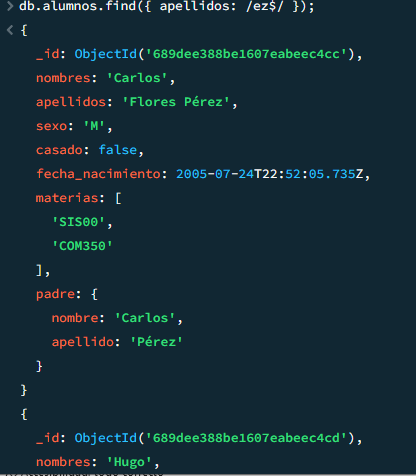 > db.alumnos.find({ apellidos: /ez$/ });
< {
_id: ObjectId('689dee388be1607eabeec4cc'),
nombres: 'Carlos',
apellidos: 'Flores Pérez',
sexo: 'M',
casado: false,
fecha_nacimiento: 2005-07-24T22:52:05.735Z,
materias: [
'SIS00',
'COM350'
],
padre: {
nombre: 'Carlos',
apellido: 'Pérez'
}
}
{
_id: ObjectId('689dee388be1607eabeec4cd'),
nombres: 'Hugo',